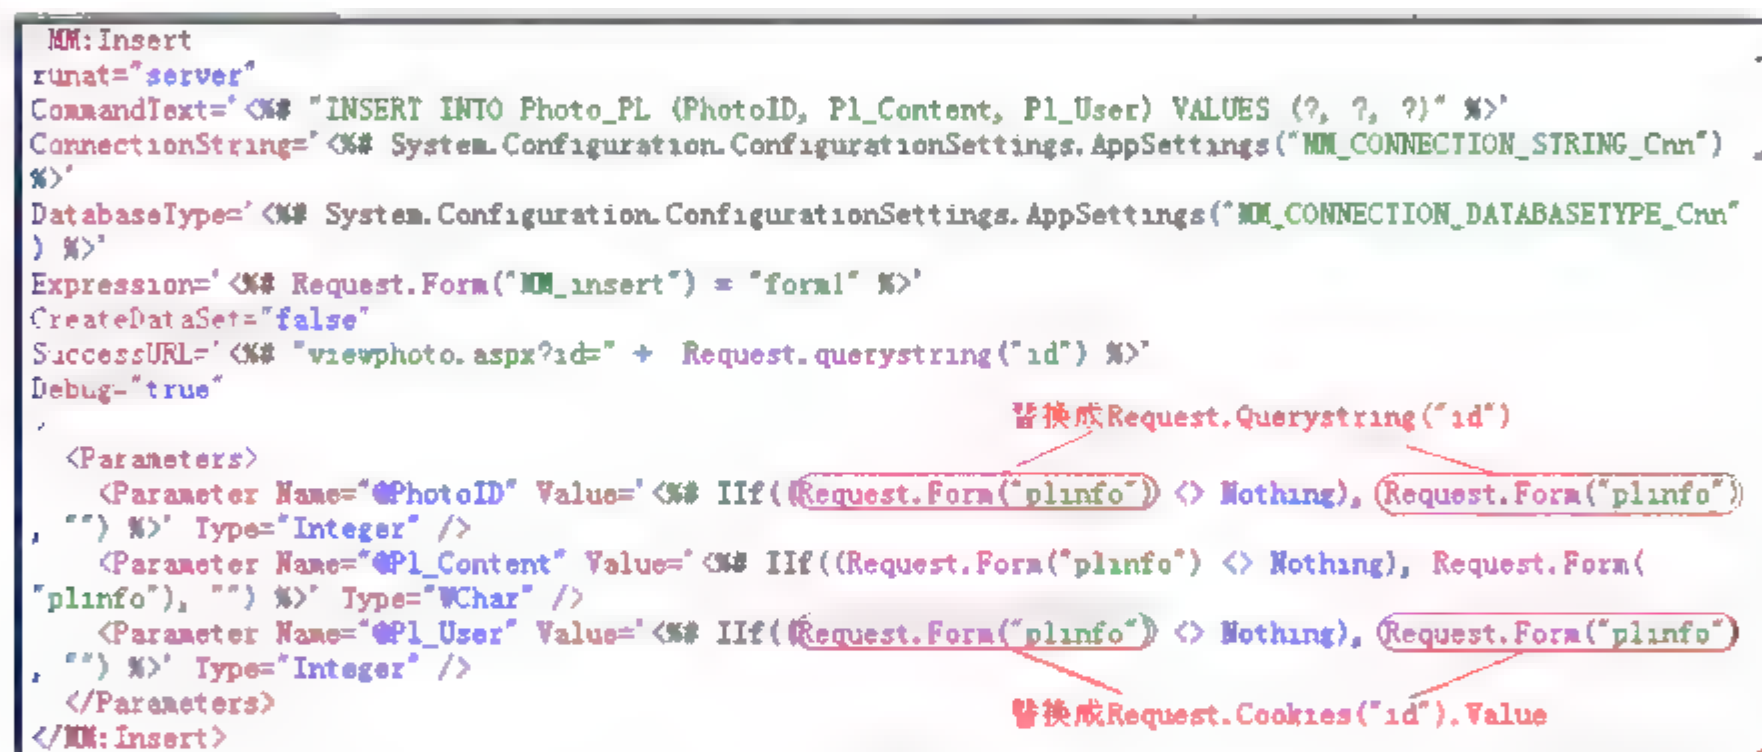 MM:Insert
runat="server"
CommandText='<%# "INSERT INTO Photo_PL (PhotoID, Pl_Content, Pl_User) VALUES (?, ?, ?)" %>'
ConnectionString='<%# System.Configuration.ConfigurationSettings.AppSettings("MM_CONNECTION_STRING_Cnn")
%>'
DatabaseType='<%# System.Configuration.ConfigurationSettings.AppSettings("MM_CONNECTION_DATABASETYPE_Cnn"
) %>'
Expression='<%# Request.Form("MM_insert") = "form1" %>'
CreateDataSet="false"
SuccessURL='<%# "viewphoto.aspx?id=" + Request.querystring("id") %>'
Debug="true"
替换成Request.Querystring("id")
<Parameters>
<Parameter Name="@PhotoID" Value='<%# IIf((Request.Form("plinfo") <> Nothing), Request.Form("plinfo")
, "") %>' Type="Integer" />
<Parameter Name="@Pl_Content" Value='<%# IIf((Request.Form("plinfo") <> Nothing), Request.Form(
"plinfo"), "") %>' Type="WChar" />
<Parameter Name="@Pl_User" Value='<%# IIf((Request.Form("plinfo") <> Nothing), Request.Form("plinfo")
, "") %>' Type="Integer" />
</Parameters>
替换成Request.Cookies("id").Value
</MM:Insert>